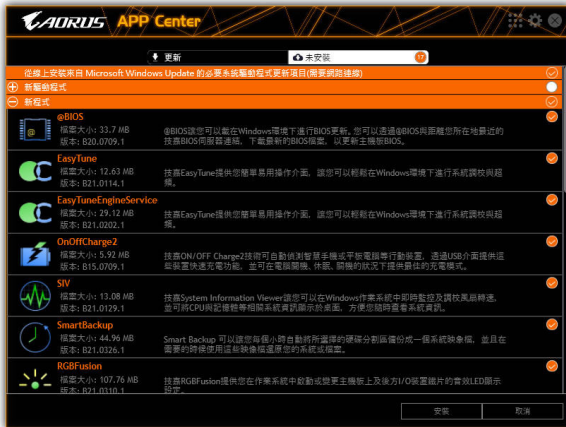 AORUS APP Center
更新
未安裝
從線上安裝來自 Microsoft Windows Update 的必要系統驅動程式更新項目(需要網路連線)
新驅動程式
新程式
@BIOS
檔案大小: 33.7 MB
版本: B20.0709.1
@BIOS讓您可以載在Windows環境下進行BIOS更新。您可以透過@BIOS與距離您所在地最近的
技嘉BIOS伺服器連結，下載最新的BIOS檔案，以更新主機板BIOS。
EasyTune
檔案大小: 12.63 MB
版本: B21.0114.1
技嘉EasyTune提供您簡單易用操作介面，讓您可以輕鬆在Windows環境下進行系統調校與超
頻。
EasyTuneEngineService
檔案大小: 29.12 MB
版本: B21.0202.1
技嘉EasyTune提供您簡單易用操作介面，讓您可以輕鬆在Windows環境下進行系統調校與超
頻。
OnOffCharge2
檔案大小: 5.92 MB
版本: B15.0709.1
技嘉ON/OFF Charge2技術可自動偵測智慧手機或平板電腦等行動裝置，透過USB介面提供這
些裝置快速充電功能，並可在電腦開機、休眠、關機的狀況下提供最佳的充電模式。
SIV
檔案大小: 13.08 MB
版本: B21.0129.1
技嘉System Information Viewer讓您可以在Windows作業系統中即時監控及調校風扇轉速，
並可將CPU與記憶體等相關系統資訊顯示於桌面，方便您隨時查看系統資訊。
SmartBackup
檔案大小: 44.96 MB
版本: B21.0326.1
Smart Backup 可以讓您每個小時自動將所選擇的硬碟分割區備份成一個系統映象檔，並且在
需要的時候使用這些映像檔還原您的系統或檔案。
RGBFusion
檔案大小: 107.76 MB
版本: B21.0310.1
技嘉RGBFusion提供您在作業系統中啟動或變更主機板上及後方I/O裝置鐵片的音效LED顯示
設定。
安裝
取消